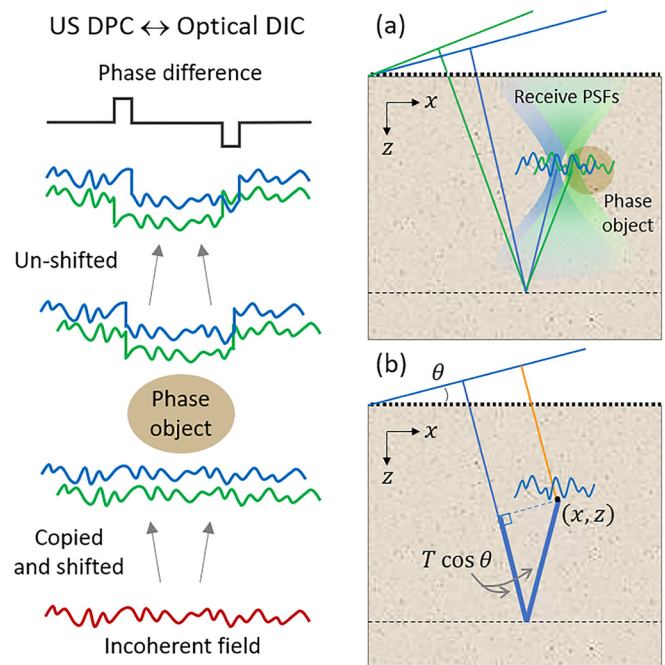 US DPC ↔ Optical DIC
Phase difference
Un-shifted
Phase
object
Copied
and shifted
Incoherent field
(a)
x
z
Receive PSFs
Phase
object
(b)
θ
x
z
(x, z)
T cos θ